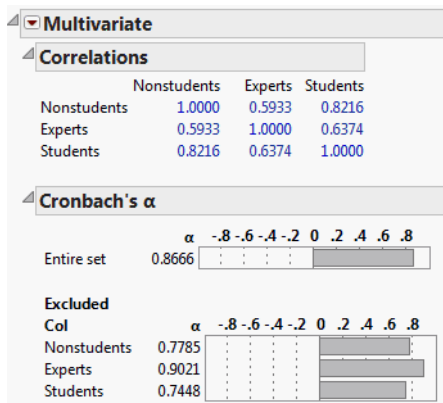 Multivariate
Correlations
Nonstudents Experts Students
Nonstudents 1.0000 0.5933 0.8216
Experts 0.5933 1.0000 0.6374
Students 0.8216 0.6374 1.0000
Cronbach's α
α -.8 -.6 -.4 -.2 0 .2 .4 .6 .8
Entire set 0.8666
Excluded
Col α -.8 -.6 -.4 -.2 0 .2 .4 .6 .8
Nonstudents 0.7785
Experts 0.9021
Students 0.7448